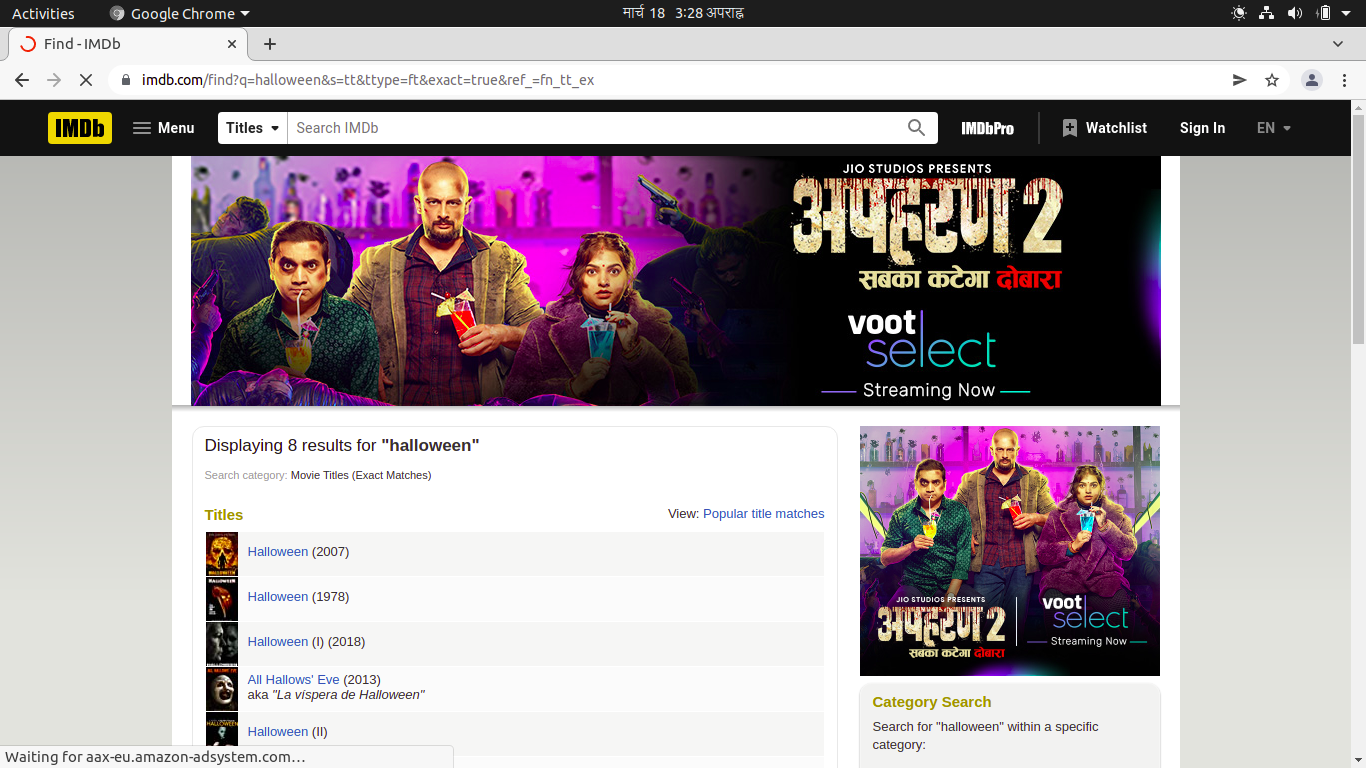 Activities
Google Chrome
मार्च 18 3:28 अपराह्न
Find - IMDb
imdb.com/find?q=halloween&s=tt&ttype=ft&exact=true&ref_=fn_tt_ex
IMDb
Menu
Titles
Search IMDb
IMDbPro
Watchlist
Sign In
EN
JIO STUDIOS PRESENTS
अपहरण 2
सबका कटेगा दोबारा
voot
select
Streaming Now
Displaying 8 results for "halloween"
Search category: Movie Titles (Exact Matches)
Titles
View: Popular title matches
Halloween (2007)
Halloween (1978)
Halloween (I) (2018)
All Hallows' Eve (2013)
aka "La víspera de Halloween"
Halloween (II)
JIO STUDIOS PRESENTS
अपहरण 2
सबका कटेगा दोबारा
voot
select
Streaming Now
Category Search
Search for "halloween" within a specific
category:
Waiting for aax-eu.amazon-adsystem.com…